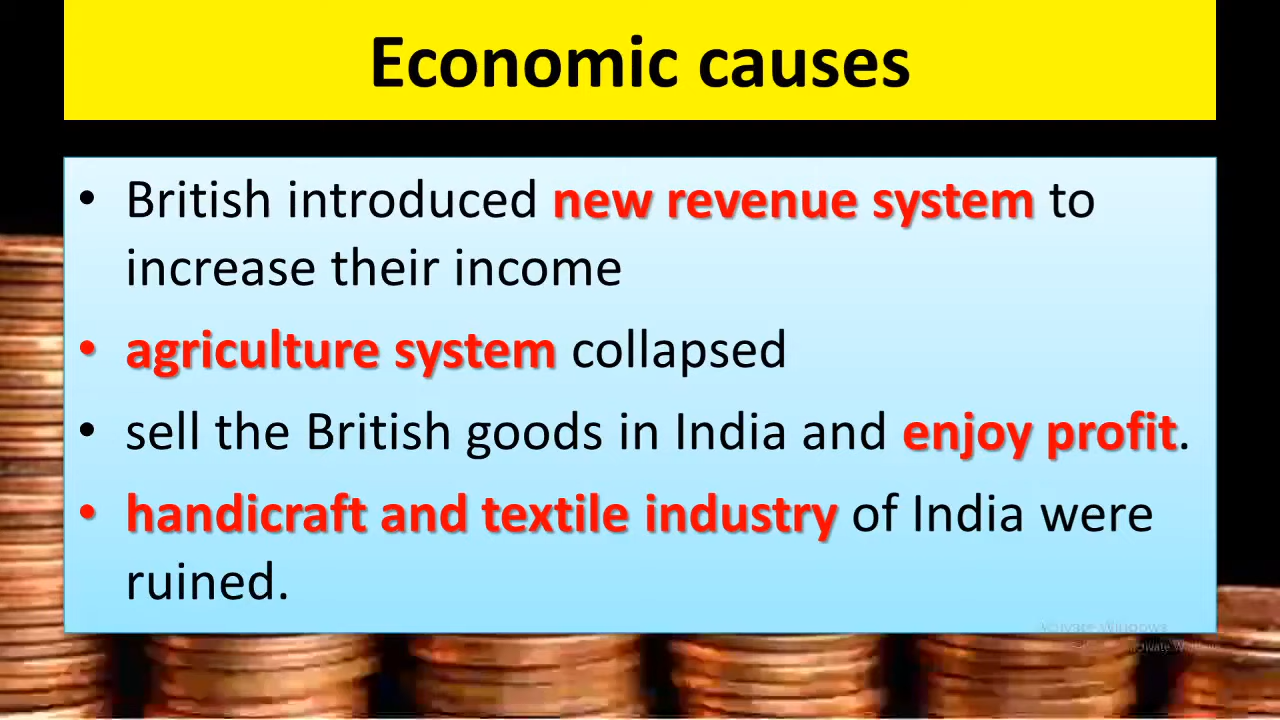 Economic causes
• British introduced new revenue system to
increase their income
• agriculture system collapsed
• sell the British goods in India and enjoy profit.
• handicraft and textile industry of India were
ruined.